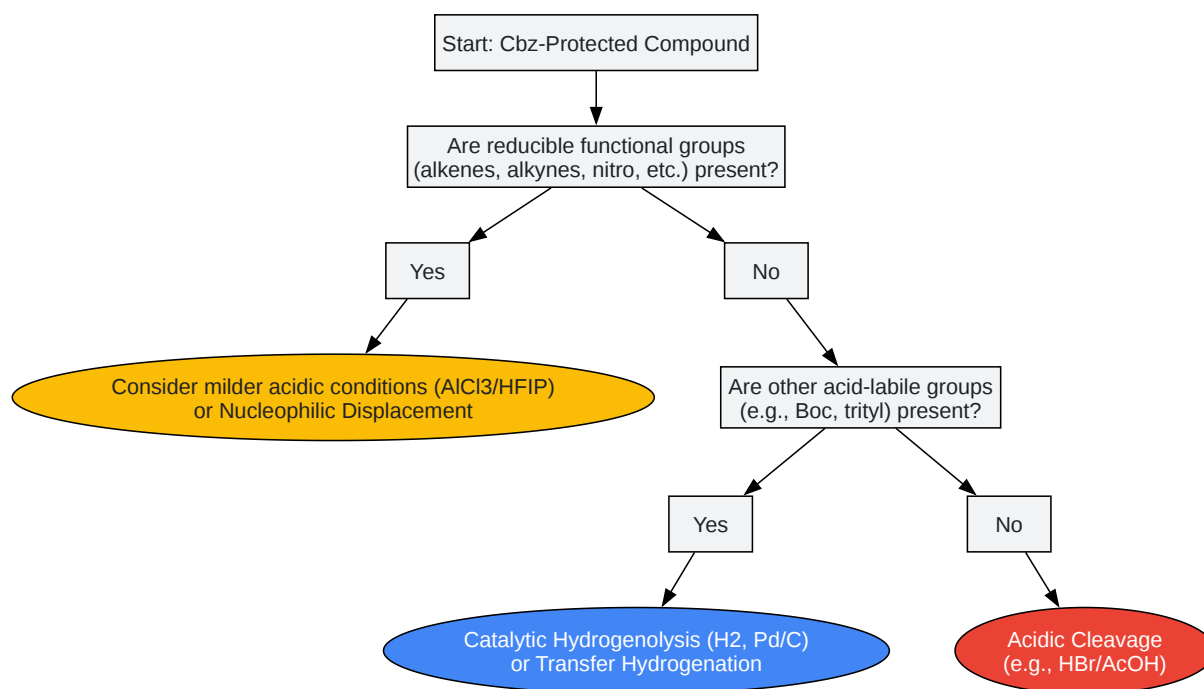 Start: Cbz-Protected Compound
Are reducible functional groups
(alkenes, alkynes, nitro, etc.) present?
Yes
No
Consider milder acidic conditions (AlCl3/HFIP)
or Nucleophilic Displacement
Are other acid-labile groups
(e.g., Boc, trityl) present?
Yes
No
Catalytic Hydrogenolysis (H2, Pd/C)
or Transfer Hydrogenation
Acidic Cleavage
(e.g., HBr/AcOH)